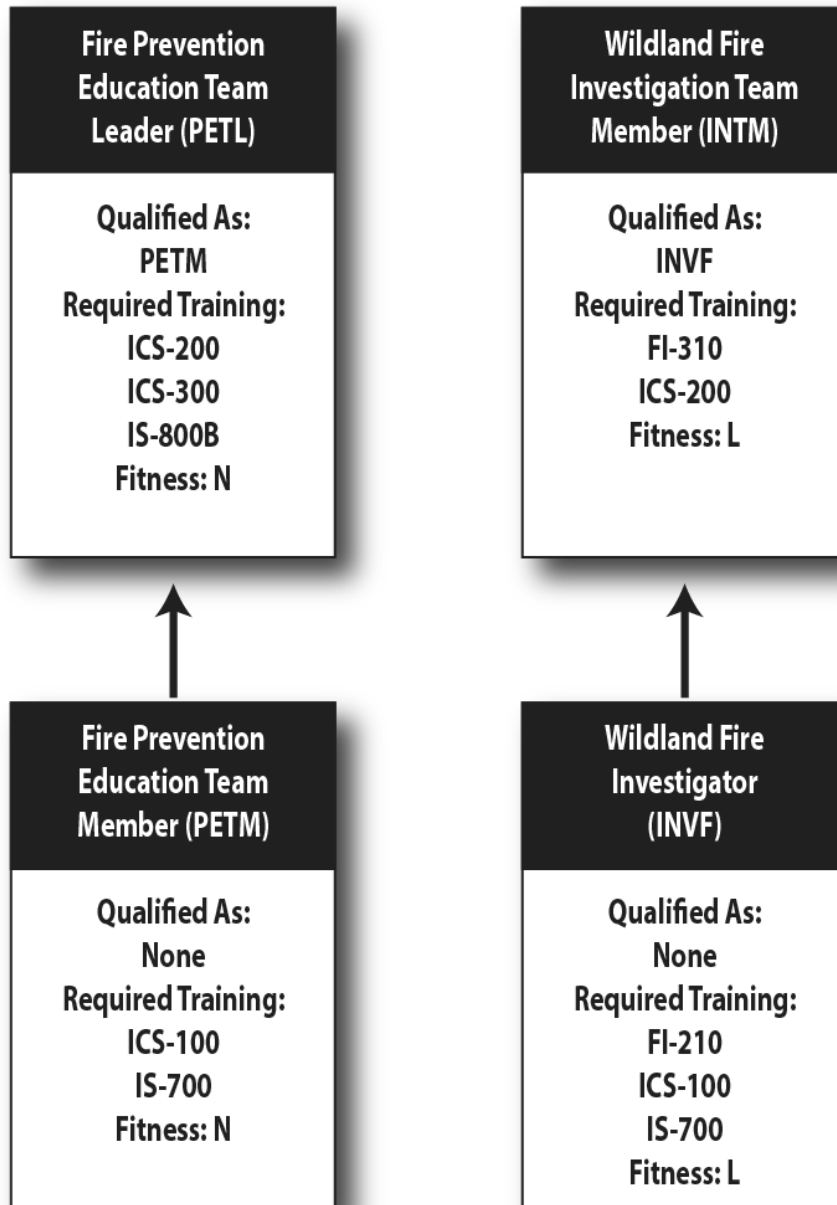 Fire Prevention
Education Team
Leader (PETL)
Qualified As:
PETM
Required Training:
ICS-200
ICS-300
IS-800B
Fitness: N
Wildland Fire
Investigation Team
Member (INTM)
Qualified As:
INVF
Required Training:
FI-310
ICS-200
Fitness: L
Fire Prevention
Education Team
Member (PETM)
Qualified As:
None
Required Training:
ICS-100
IS-700
Fitness: N
Wildland Fire
Investigator
(INVF)
Qualified As:
None
Required Training:
FI-210
ICS-100
IS-700
Fitness: L